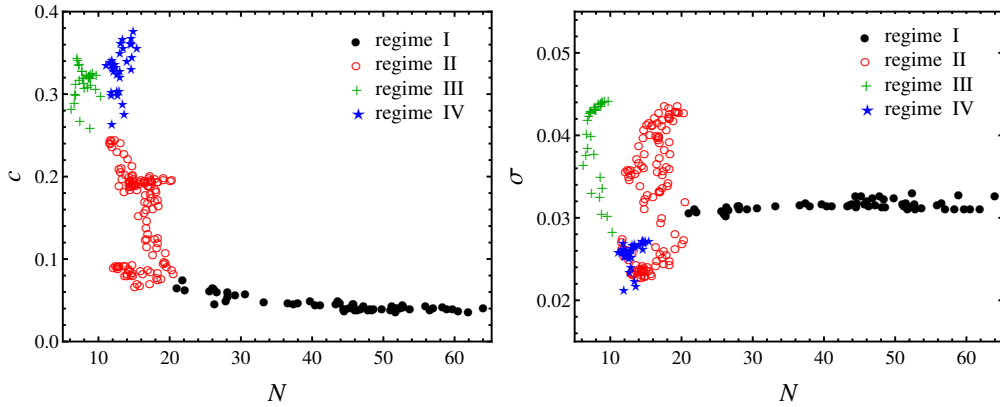 0.4
0.3
0.2
0.1
0.0
c
10 20 30 40 50 60
N
regime I
regime II
regime III
regime IV
0.05
0.04
0.03
0.02
σ
10 20 30 40 50 60
N
regime I
regime II
regime III
regime IV